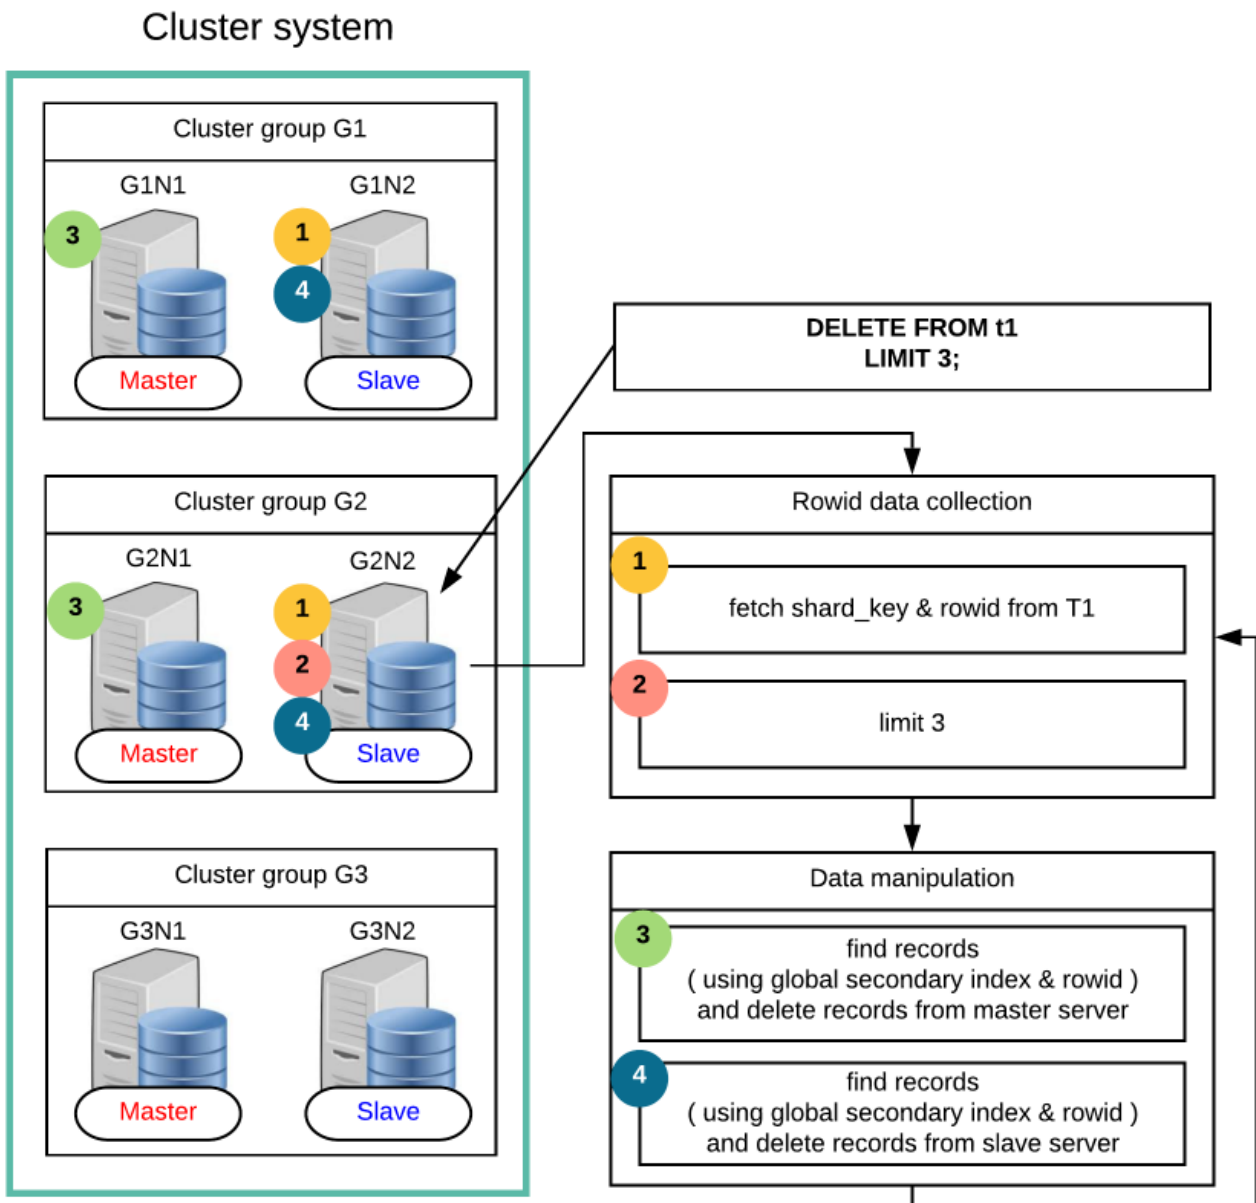 Cluster system
Cluster group G1
G1N1
G1N2
3
1
4
Master
Slave
Cluster group G2
G2N1
G2N2
3
1
2
4
Master
Slave
Cluster group G3
G3N1
G3N2
Master
Slave
DELETE FROM t1
LIMIT 3;
Rowid data collection
1
fetch shard_key & rowid from T1
2
limit 3
Data manipulation
3
find records
( using global secondary index & rowid )
and delete records from master server
4
find records
( using global secondary index & rowid )
and delete records from slave server